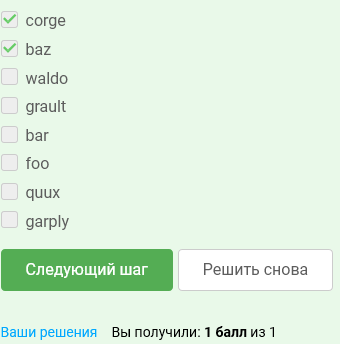 corge
baz
waldo
grault
bar
foo
quux
garply
Следующий шаг Решить снова
Ваши решения Вы получили: 1 балл из 1